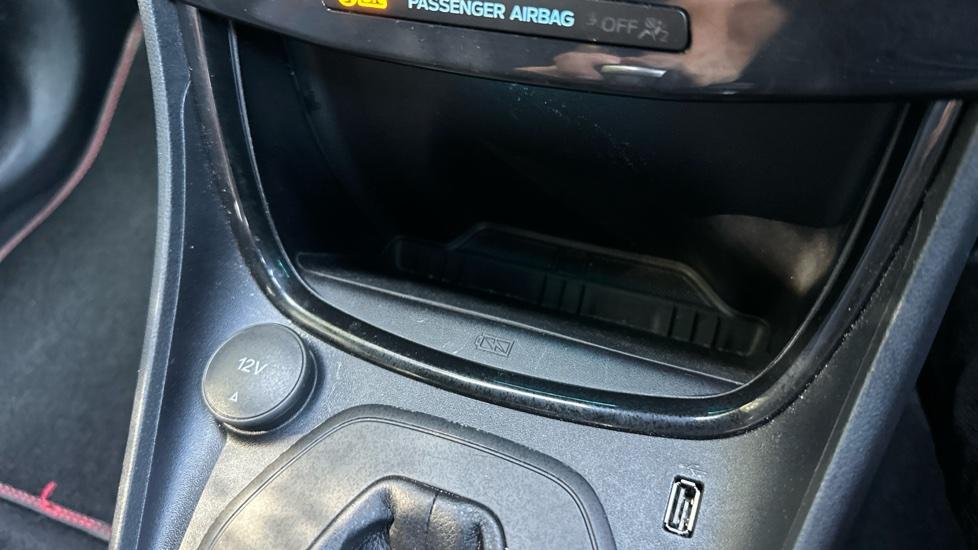 PASSENGER AIRBAG OFF
12V